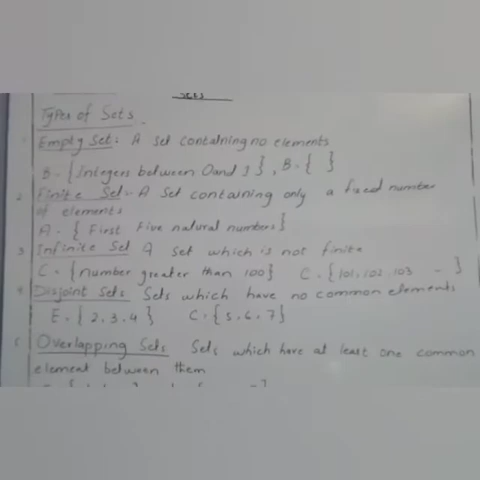 SETS
Types of Sets.
1 Empty Set: A set containing no elements
B = {Integers between 0 and 1}, B = { }
2 Finite Set - A set containing only a fixed number
of elements
A = { First Five natural numbers}
3 Infinite Set A set which is not finite
C = {number greater than 100} C = {101, 102, 103 - }
4 Disjoint Sets Sets which have no common elements
E = { 2, 3, 4 } C = {5, 6, 7}
5 Overlapping Sets Sets which have at least one common
element between them